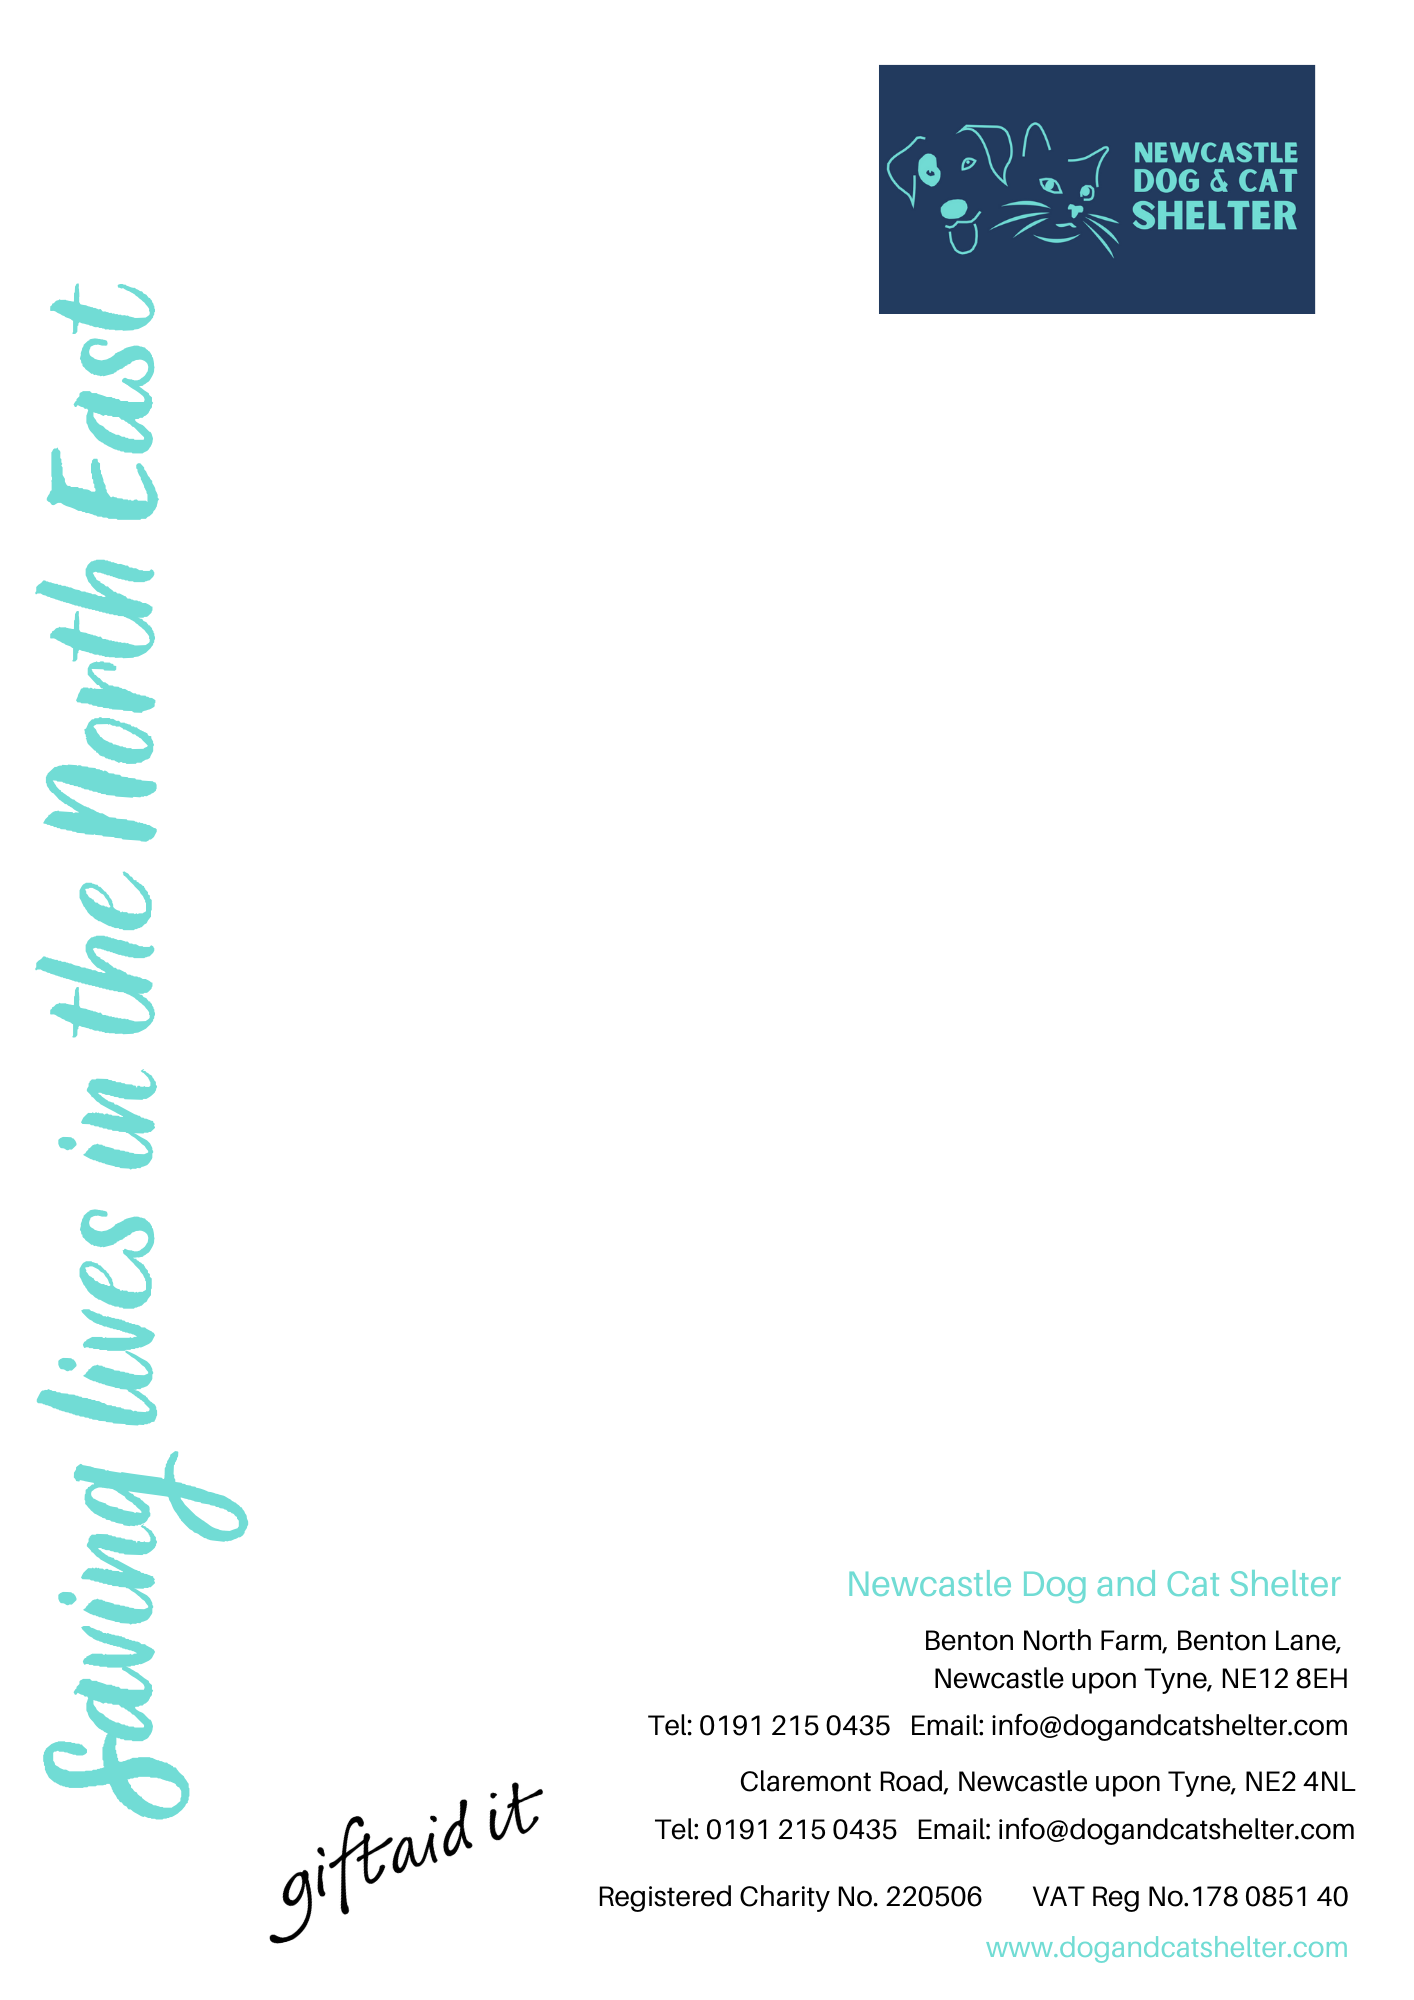 NEWCASTLE
DOG & CAT
SHELTER
Saving lives in the North East
Newcastle Dog and Cat Shelter
Benton North Farm, Benton Lane,
Newcastle upon Tyne, NE12 8EH
Tel: 0191 215 0435 Email: info@dogandcatshelter.com
Claremont Road, Newcastle upon Tyne, NE2 4NL
Tel: 0191 215 0435 Email: info@dogandcatshelter.com
giftaid it
Registered Charity No. 220506 VAT Reg No.178 0851 40
www.dogandcatshelter.com